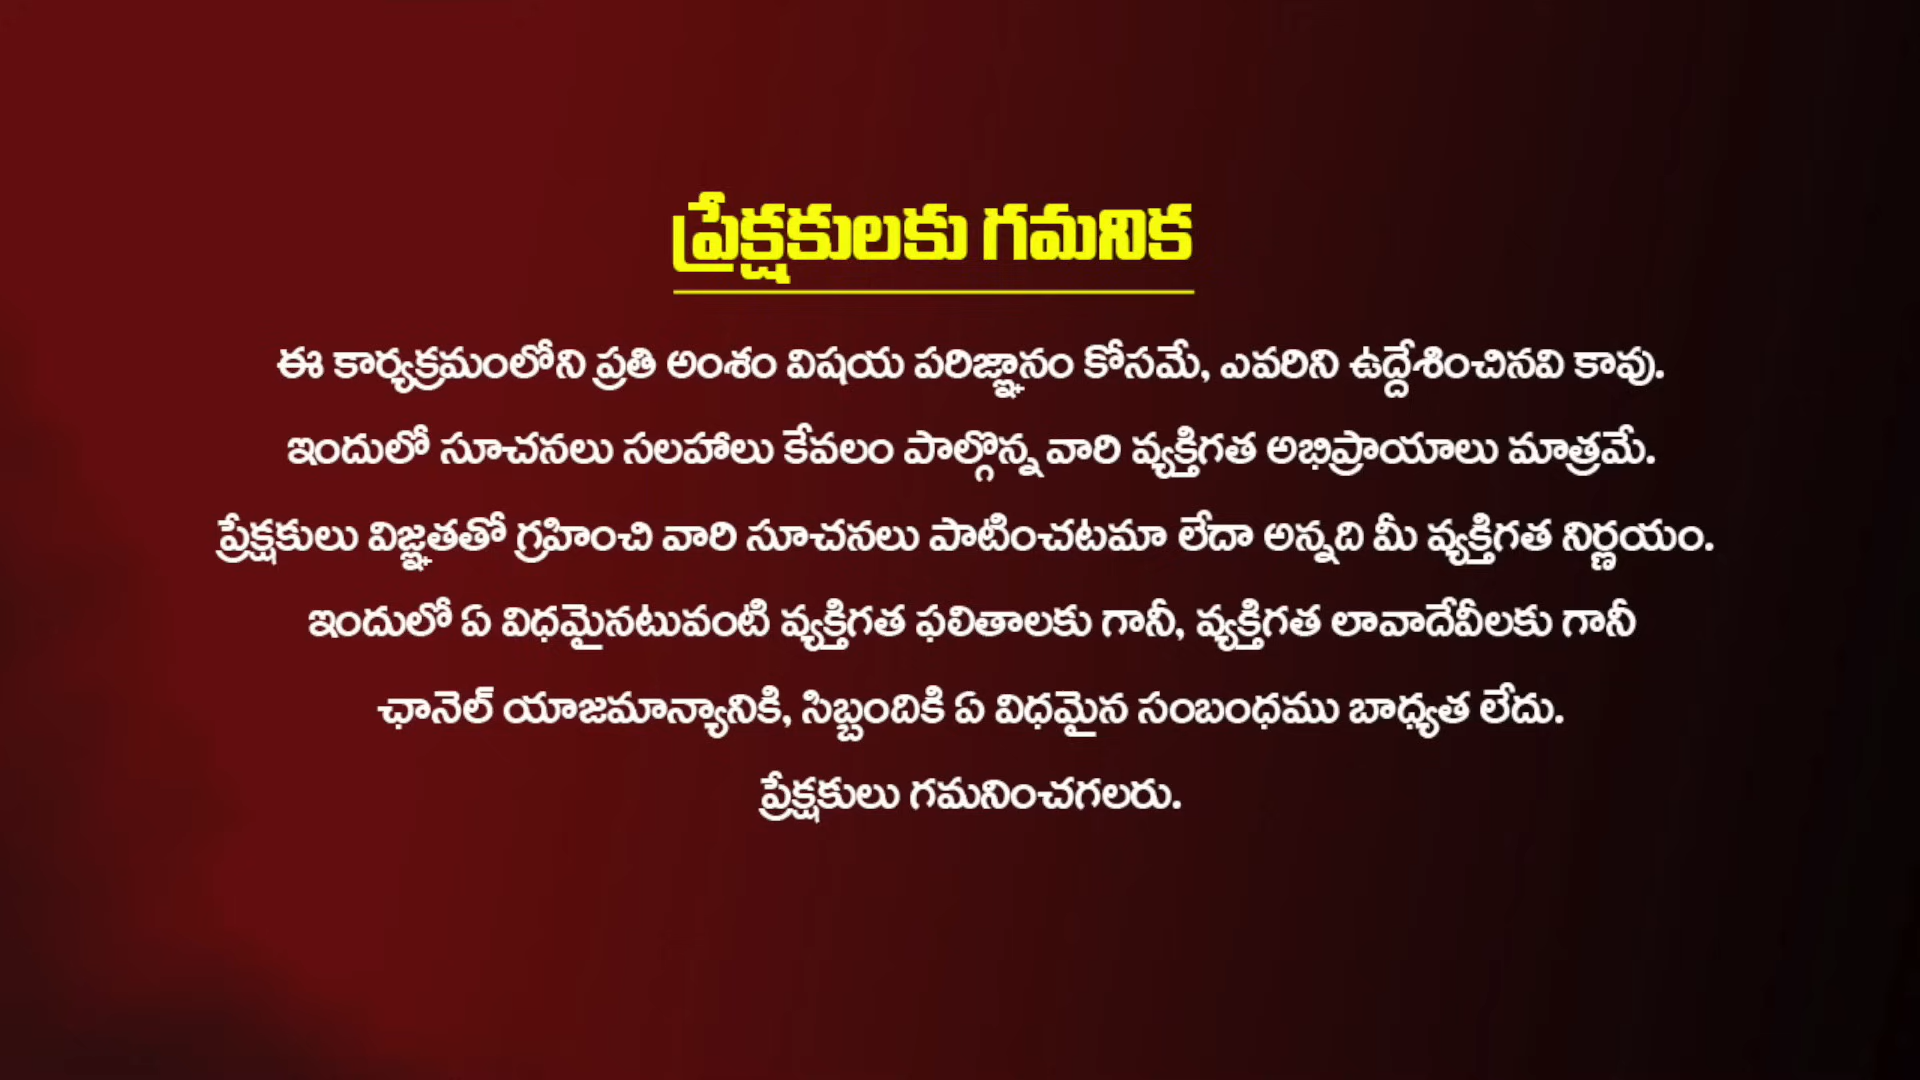 ప్రేక్షకులకు గమనిక
ఈ కార్యక్రమంలోని ప్రతి అంశం విషయ పరిజ్ఞానం కోసమే, ఎవరిని ఉద్దేశించినవి కావు.
ఇందులో సూచనలు సలహాలు కేవలం పాల్గొన్న వారి వ్యక్తిగత అభిప్రాయాలు మాత్రమే.
ప్రేక్షకులు విజ్ఞతతో గ్రహించి వారి సూచనలు పాటించటమా లేదా అన్నది మీ వ్యక్తిగత నిర్ణయం.
ఇందులో ఏ విధమైనటువంటి వ్యక్తిగత ఫలితాలకు గానీ, వ్యక్తిగత లావాదేవీలకు గానీ
ఛానెల్ యాజమాన్యానికి, సిబ్బందికి ఏ విధమైన సంబంధము బాధ్యత లేదు.
ప్రేక్షకులు గమనించగలరు.